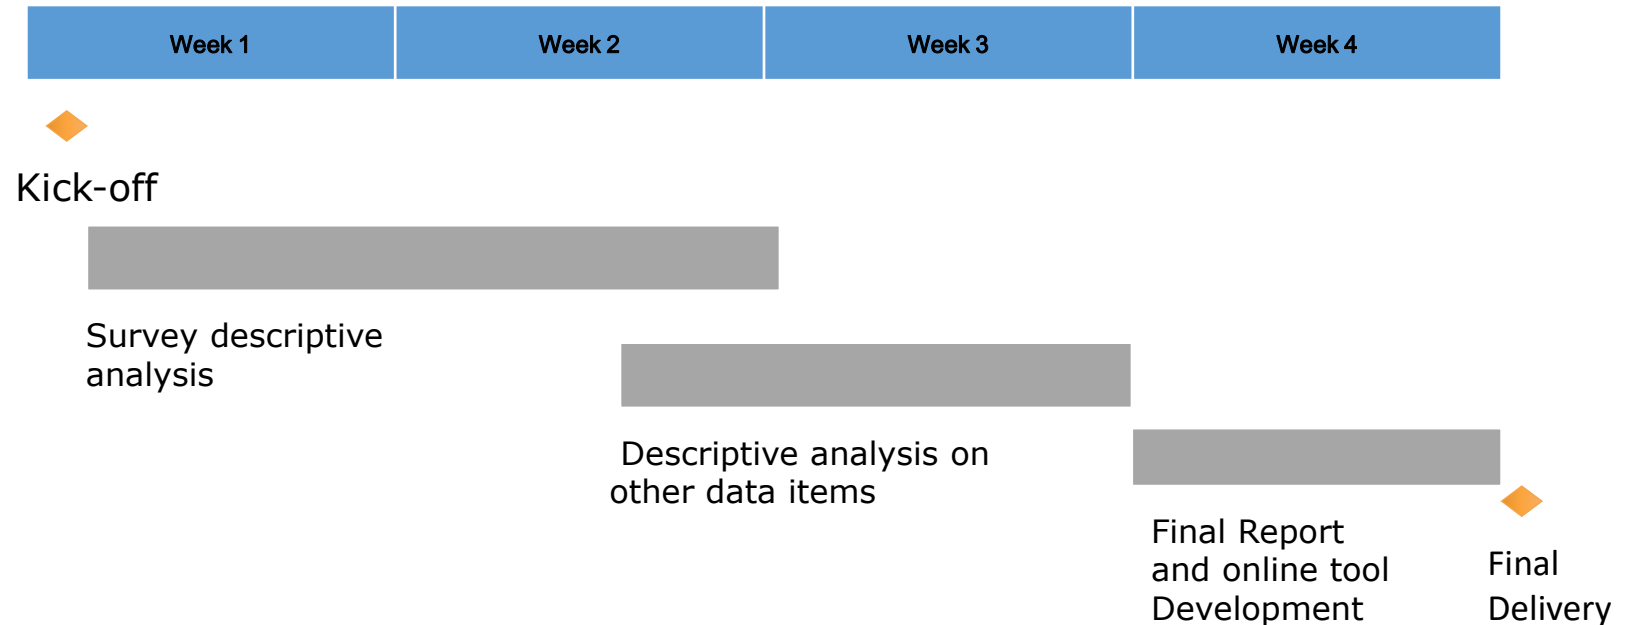 Week 1
Week 2
Week 3
Week 4
Kick-off
Survey descriptive
analysis
Descriptive analysis on
other data items
Final Report
and online tool
Development
Final
Delivery